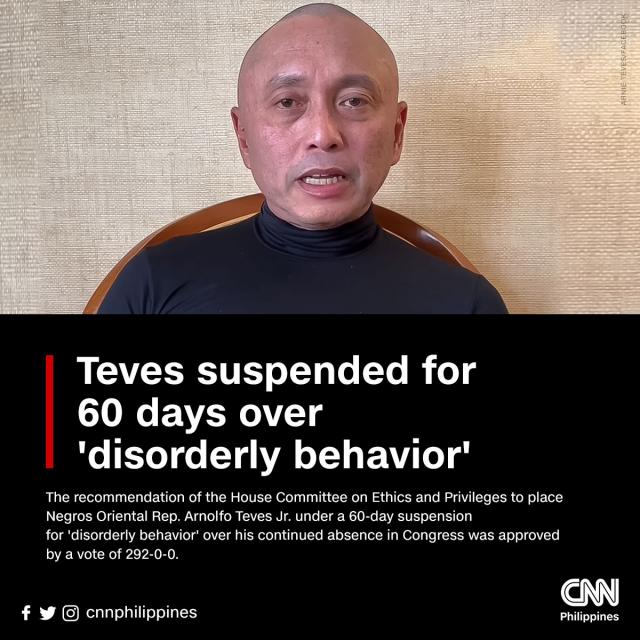 ARNIE TEVES/FACEBOOK
Teves suspended for
60 days over
'disorderly behavior'
The recommendation of the House Committee on Ethics and Privileges to place
Negros Oriental Rep. Arnolfo Teves Jr. under a 60-day suspension
for 'disorderly behavior' over his continued absence in Congress was approved
by a vote of 292-0-0.
CNN
Philippines
cnnphilippines